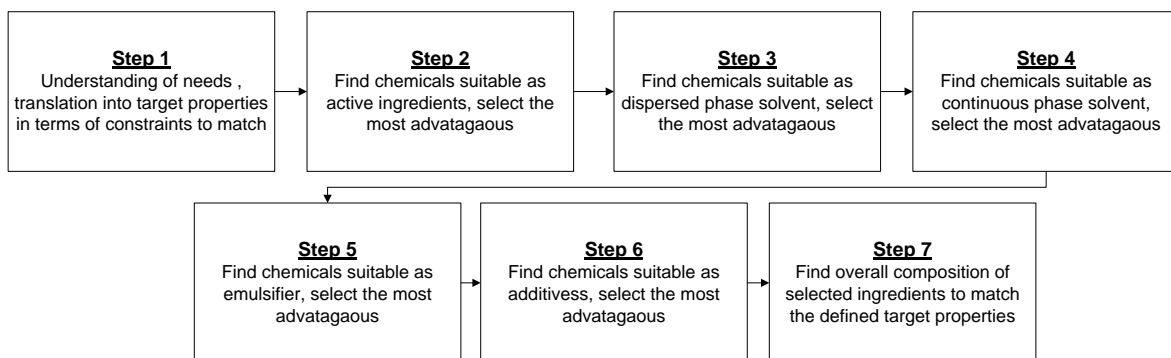 Step 1
Understanding of needs ,
translation into target properties
in terms of constraints to match
Step 2
Find chemicals suitable as
active ingredients, select the
most advatagaous
Step 3
Find chemicals suitable as
dispersed phase solvent, select
the most advatagaous
Step 4
Find chemicals suitable as
continuous phase solvent,
select the most advatagaous
Step 5
Find chemicals suitable as
emulsifier, select the most
advatagaous
Step 6
Find chemicals suitable as
additivess, select the most
advatagaous
Step 7
Find overall composition of
selected ingredients to match
the defined target properties